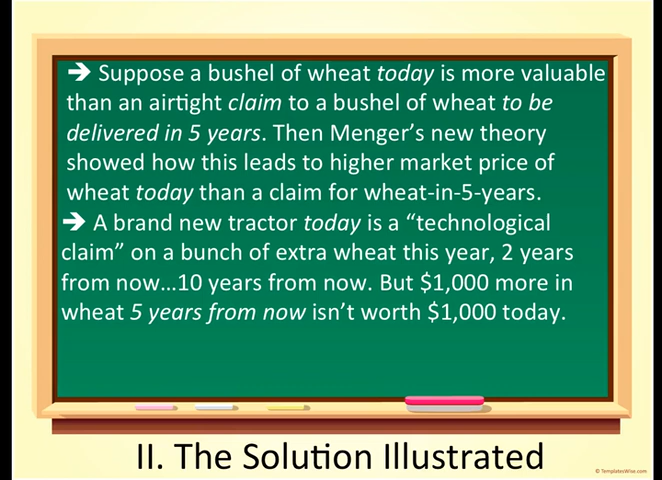 ➔ Suppose a bushel of wheat today is more valuable
than an airtight claim to a bushel of wheat to be
delivered in 5 years. Then Menger's new theory
showed how this leads to higher market price of
wheat today than a claim for wheat-in-5-years.
➔ A brand new tractor today is a “technological
claim” on a bunch of extra wheat this year, 2 years
from now…10 years from now. But $1,000 more in
wheat 5 years from now isn't worth $1,000 today.
II. The Solution Illustrated
© TemplatesWise.com